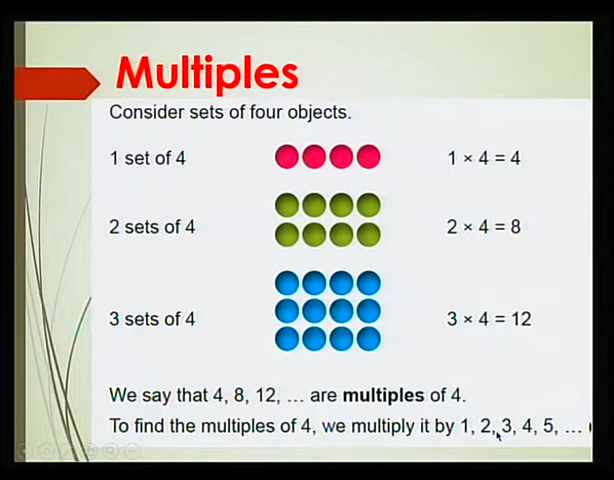 Multiples
Consider sets of four objects.
1 set of 4
1 × 4 = 4
2 sets of 4
2 × 4 = 8
3 sets of 4
3 × 4 = 12
We say that 4, 8, 12, … are multiples of 4.
To find the multiples of 4, we multiply it by 1, 2, 3, 4, 5, …